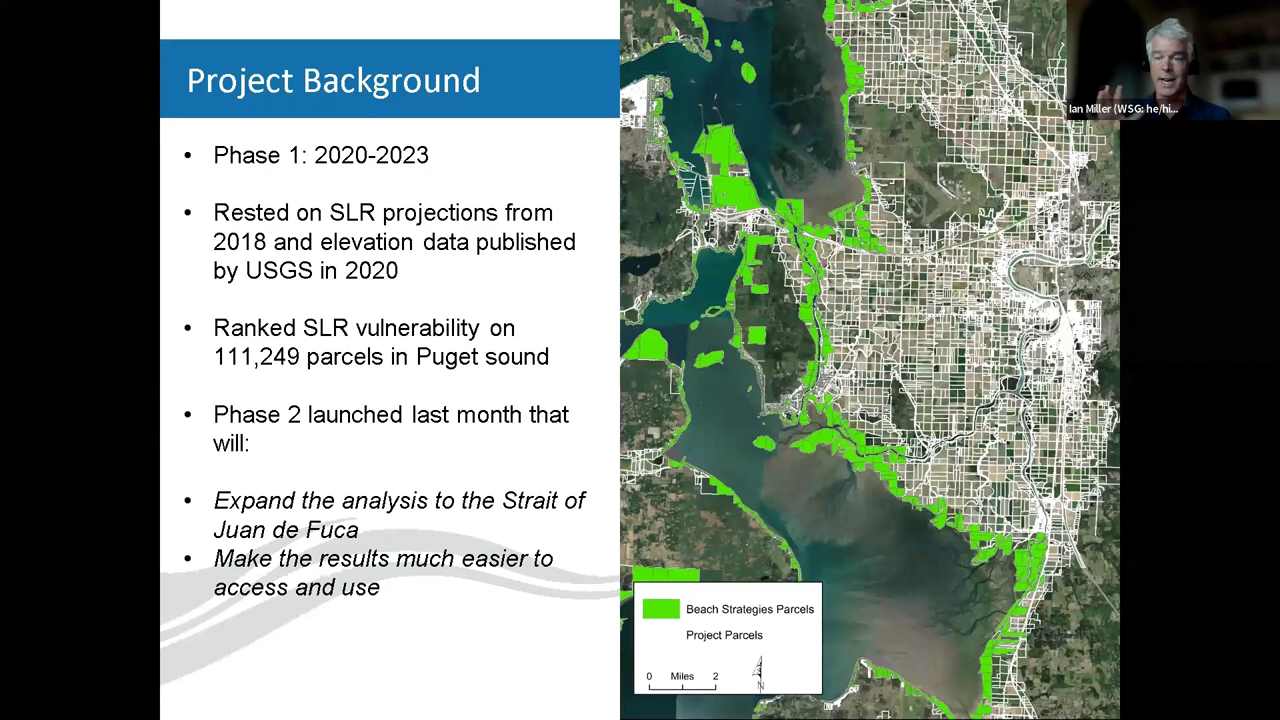 Project Background
• Phase 1: 2020-2023
• Rested on SLR projections from
2018 and elevation data published
by USGS in 2020
• Ranked SLR vulnerability on
111,249 parcels in Puget sound
• Phase 2 launched last month that
will:
• Expand the analysis to the Strait of
Juan de Fuca
• Make the results much easier to
access and use
Ian Miller (WSG: he/hi...
Beach Strategies Parcels
Project Parcels
0 Miles 2
N